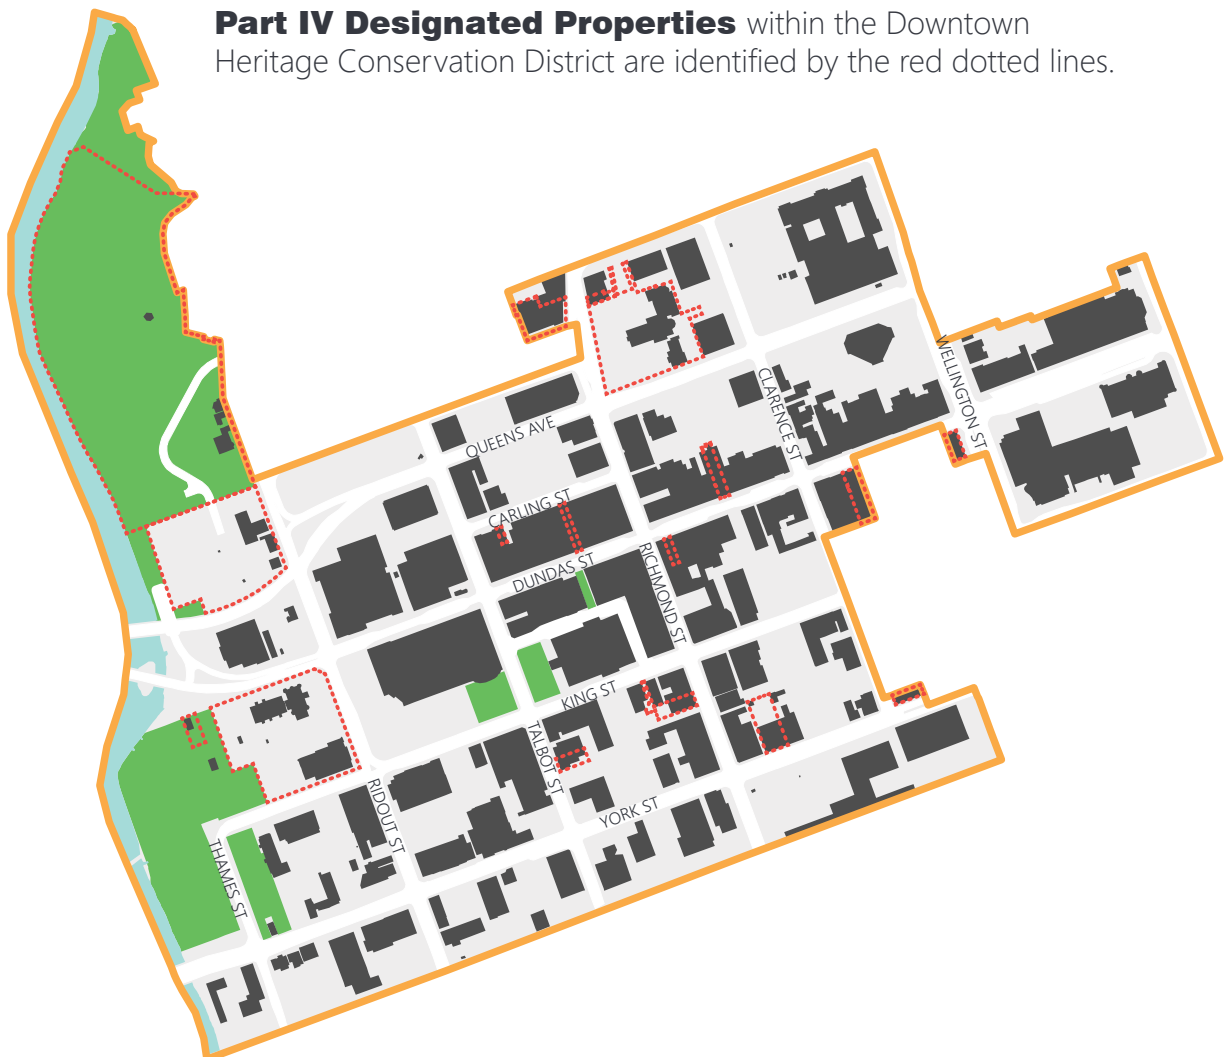 Part IV Designated Properties within the Downtown
Heritage Conservation District are identified by the red dotted lines.
WELLINGTON ST
CLARENCE ST
QUEENS AVE
CARLING ST
DUNDAS ST
RICHMOND ST
KING ST
TALBOT ST
RIDOUT ST
YORK ST
THAMES ST